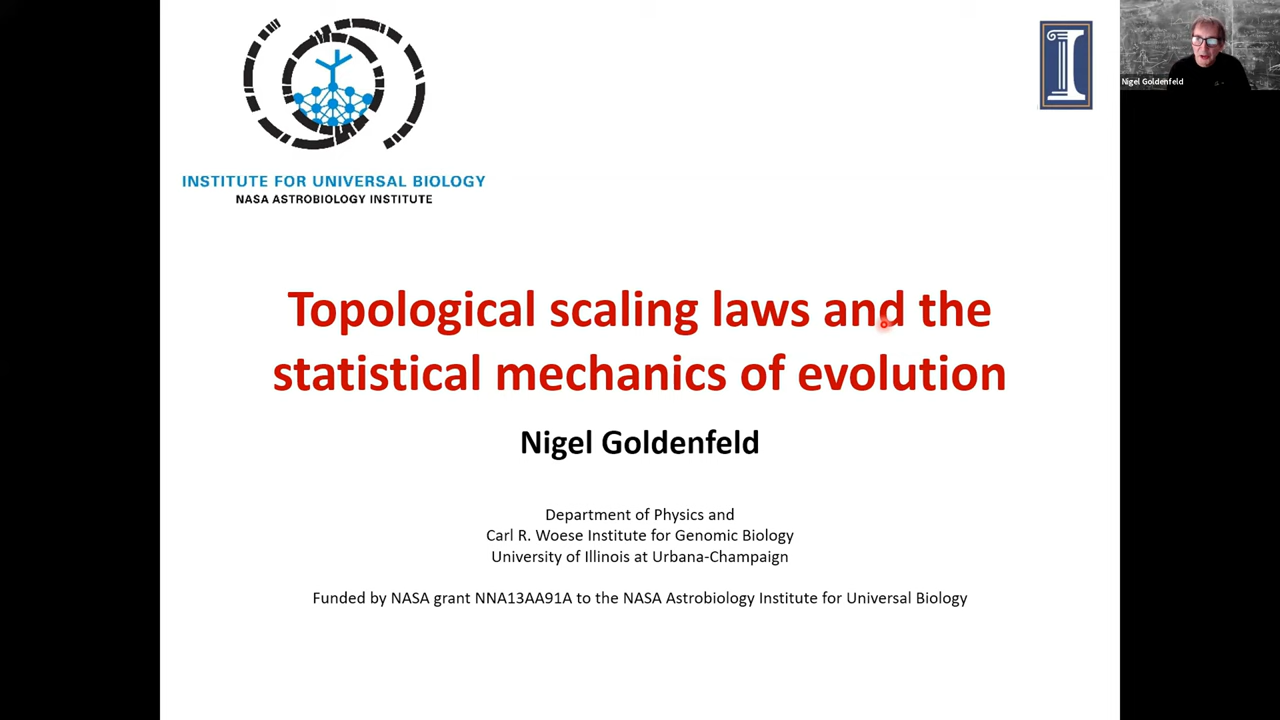 Nigel Goldenfeld
INSTITUTE FOR UNIVERSAL BIOLOGY
NASA ASTROBIOLOGY INSTITUTE
Topological scaling laws and the
statistical mechanics of evolution
Nigel Goldenfeld
Department of Physics and
Carl R. Woese Institute for Genomic Biology
University of Illinois at Urbana-Champaign
Funded by NASA grant NNA13AA91A to the NASA Astrobiology Institute for Universal Biology